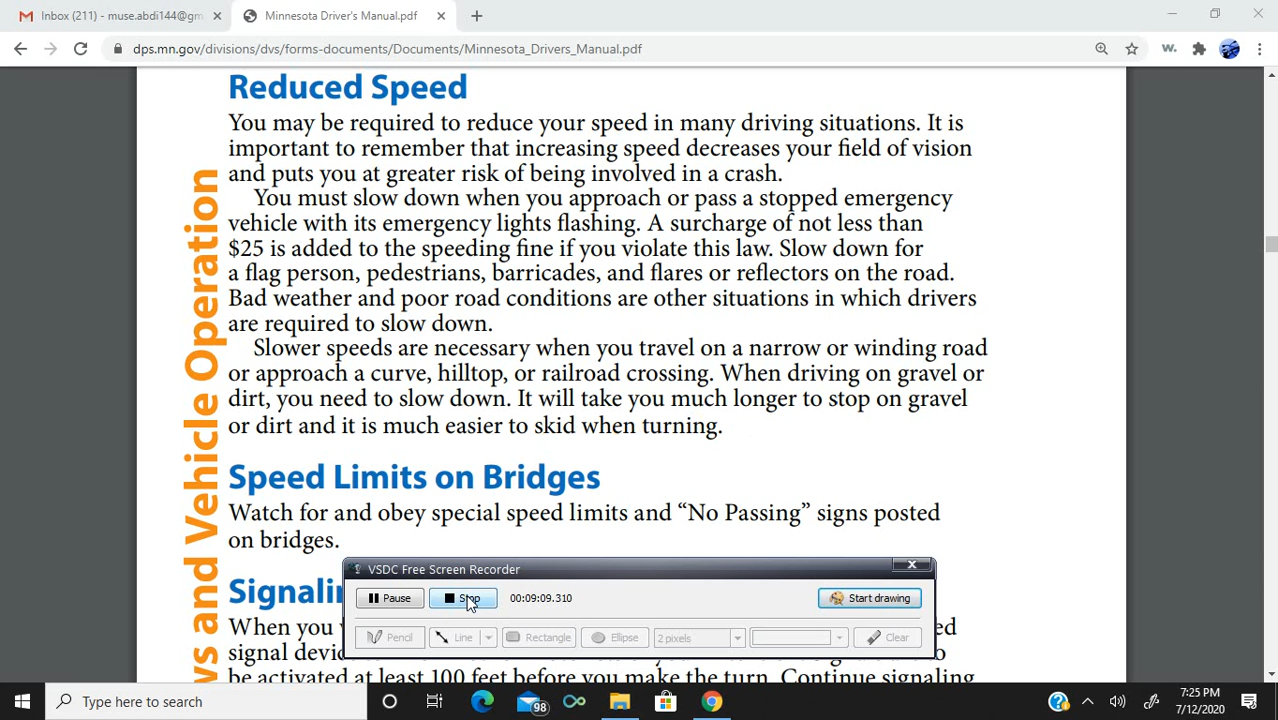 Inbox (211) - muse.abdi144@gm
Minnesota Driver's Manual.pdf
dps.mn.gov/divisions/dvs/forms-documents/Documents/Minnesota_Drivers_Manual.pdf
w.
Reduced Speed
You may be required to reduce your speed in many driving situations. It is
important to remember that increasing speed decreases your field of vision
and puts you at greater risk of being involved in a crash.
You must slow down when you approach or pass a stopped emergency
vehicle with its emergency lights flashing. A surcharge of not less than
$25 is added to the speeding fine if you violate this law. Slow down for
a flag person, pedestrians, barricades, and flares or reflectors on the road.
Bad weather and poor road conditions are other situations in which drivers
are required to slow down.
Slower speeds are necessary when you travel on a narrow or winding road
or approach a curve, hilltop, or railroad crossing. When driving on gravel or
dirt, you need to slow down. It will take you much longer to stop on gravel
or dirt and it is much easier to skid when turning.
Speed Limits on Bridges
Watch for and obey special speed limits and “No Passing” signs posted
on bridges.
ws and Vehicle Operation
VSDC Free Screen Recorder
Pause Stop 00:09:09.310 Start drawing
Pencil Line Rectangle Ellipse 2 pixels Clear
When you
signal devic
be activated at least 100 feet before you make the turn. Continue signaling
Type here to search
98
7:25 PM
7/12/2020